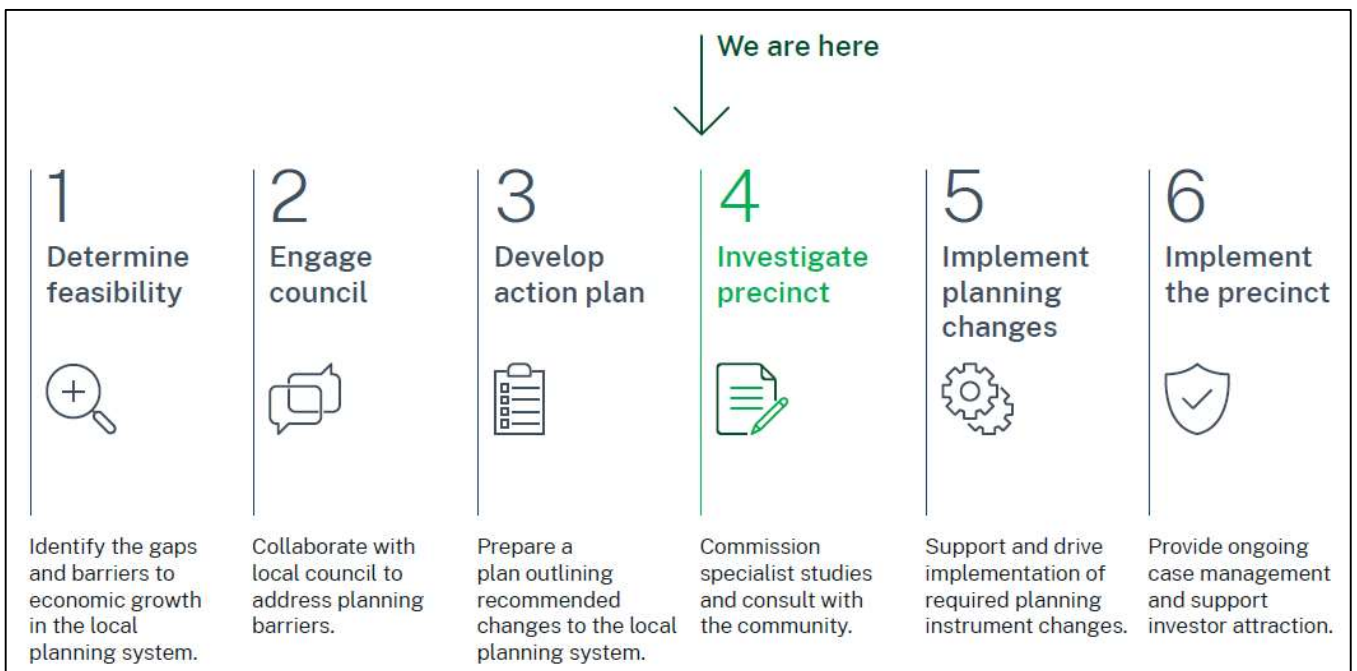 We are here
1
Determine
feasibility
Identify the gaps
and barriers to
economic growth
in the local
planning system.
2
Engage
council
Collaborate with
local council to
address planning
barriers.
3
Develop
action plan
Prepare a
plan outlining
recommended
changes to the local
planning system.
4
Investigate
precinct
Commission
specialist studies
and consult with
the community.
5
Implement
planning
changes
Support and drive
implementation of
required planning
instrument changes.
6
Implement
the precinct
Provide ongoing
case management
and support
investor attraction.